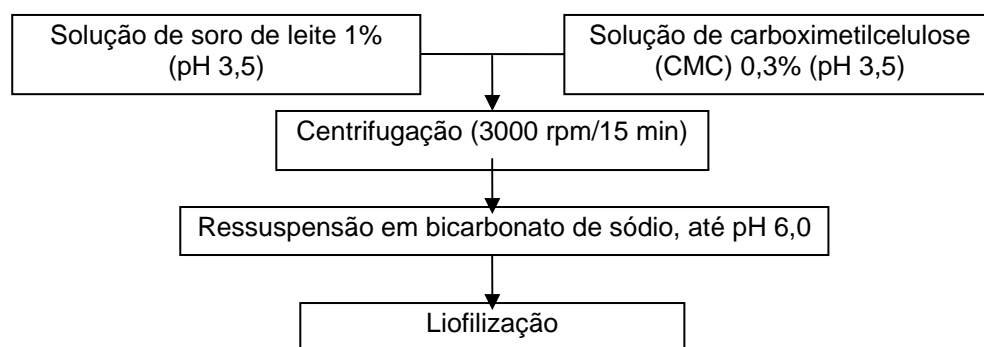 Solução de soro de leite 1%
(pH 3,5)
Solução de carboximetilcelulose
(CMC) 0,3% (pH 3,5)
Centrifugação (3000 rpm/15 min)
Ressuspensão em bicarbonato de sódio, até pH 6,0
Liofilização